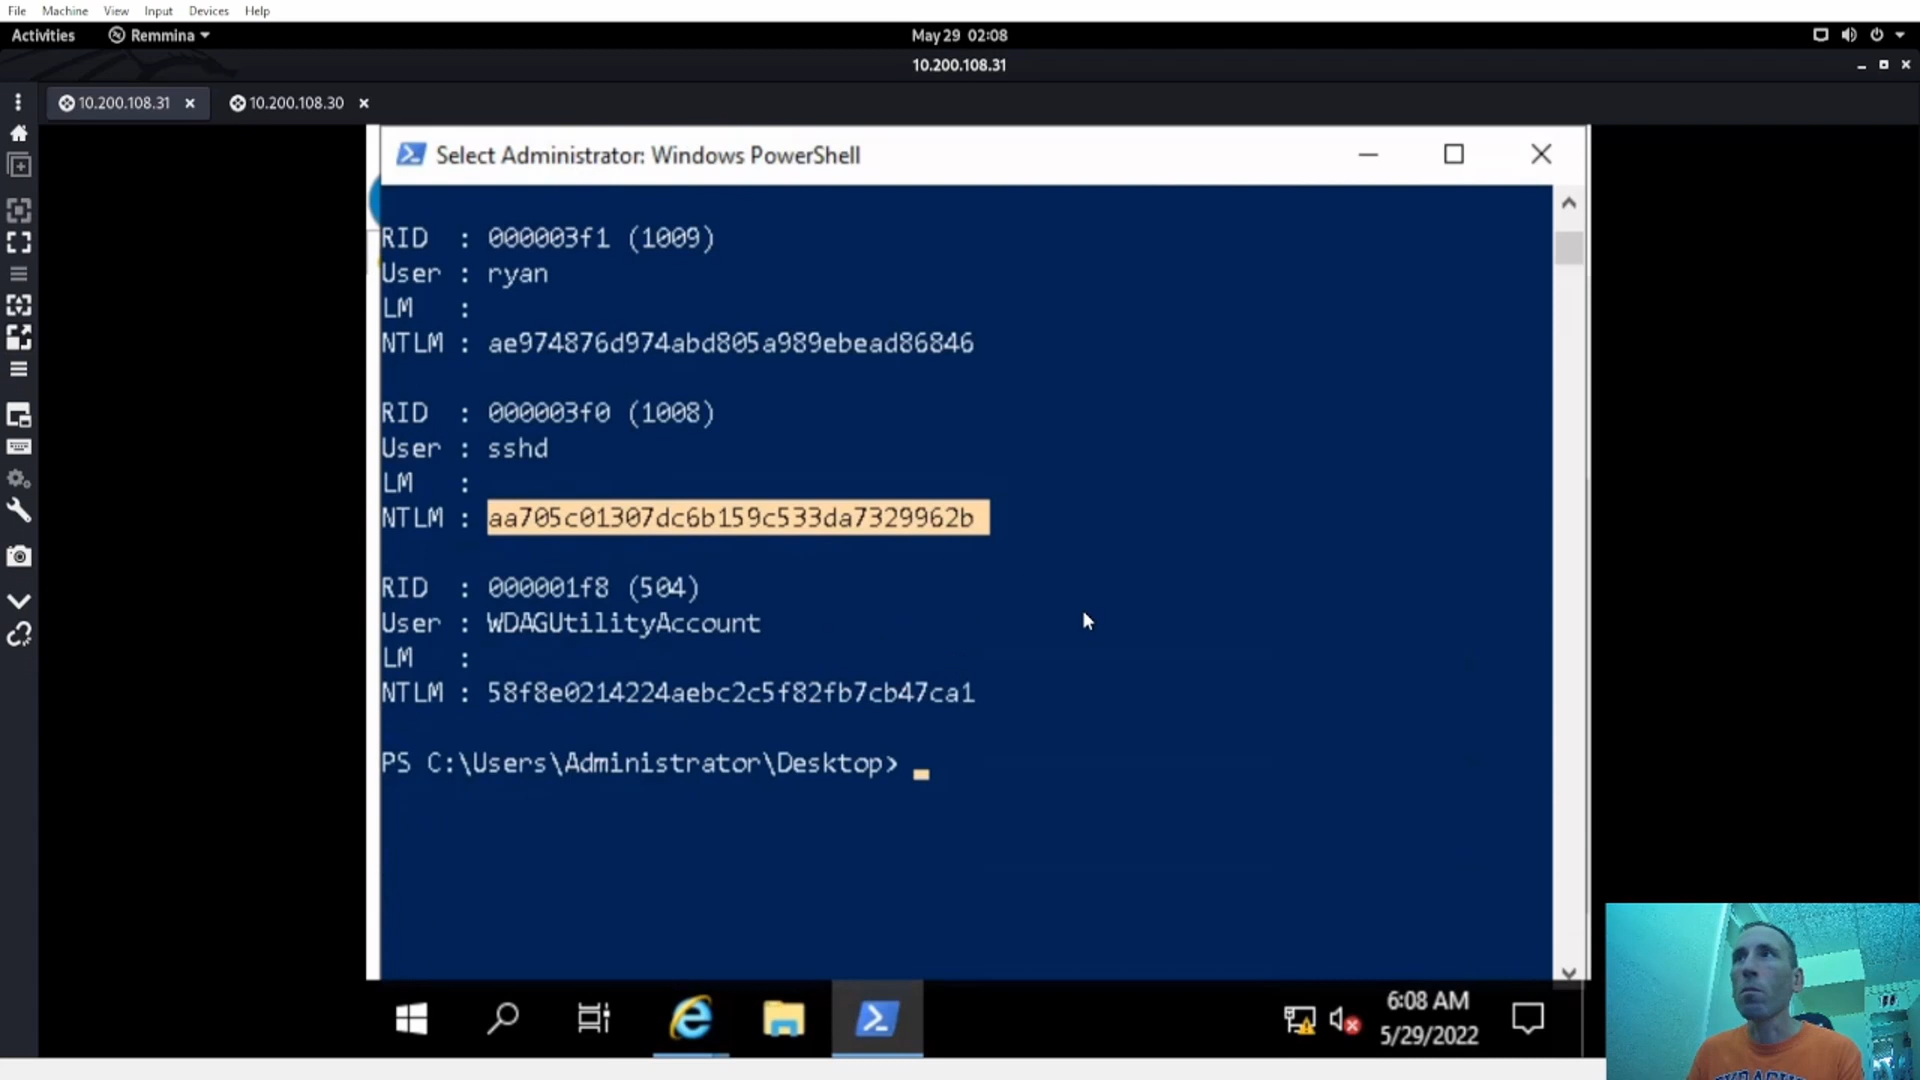 File Machine View Input Devices Help
Activities Remmina May 29 02:08
10.200.108.31
10.200.108.31 10.200.108.30
Select Administrator: Windows PowerShell
RID : 000003f1 (1009)
User : ryan
LM :
NTLM : ae974876d974abd805a989ebead86846
RID : 000003f0 (1008)
User : sshd
LM :
NTLM : aa705c01307dc6b159c533da7329962b
RID : 000001f8 (504)
User : WDAGUtilityAccount
LM :
NTLM : 58f8e0214224aebc2c5f82fb7cb47ca1
PS C:\Users\Administrator\Desktop>
6:08 AM
5/29/2022